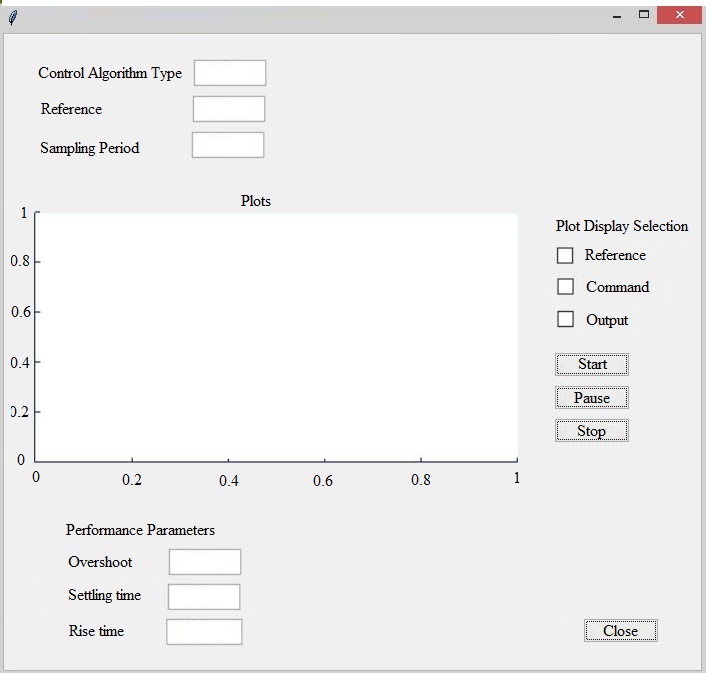 Control Algorithm Type
Reference
Sampling Period
Plots
1
0.8
0.6
0.4
0.2
0
0 0.2 0.4 0.6 0.8 1
Plot Display Selection
Reference
Command
Output
Start
Pause
Stop
Performance Parameters
Overshoot
Settling time
Rise time
Close